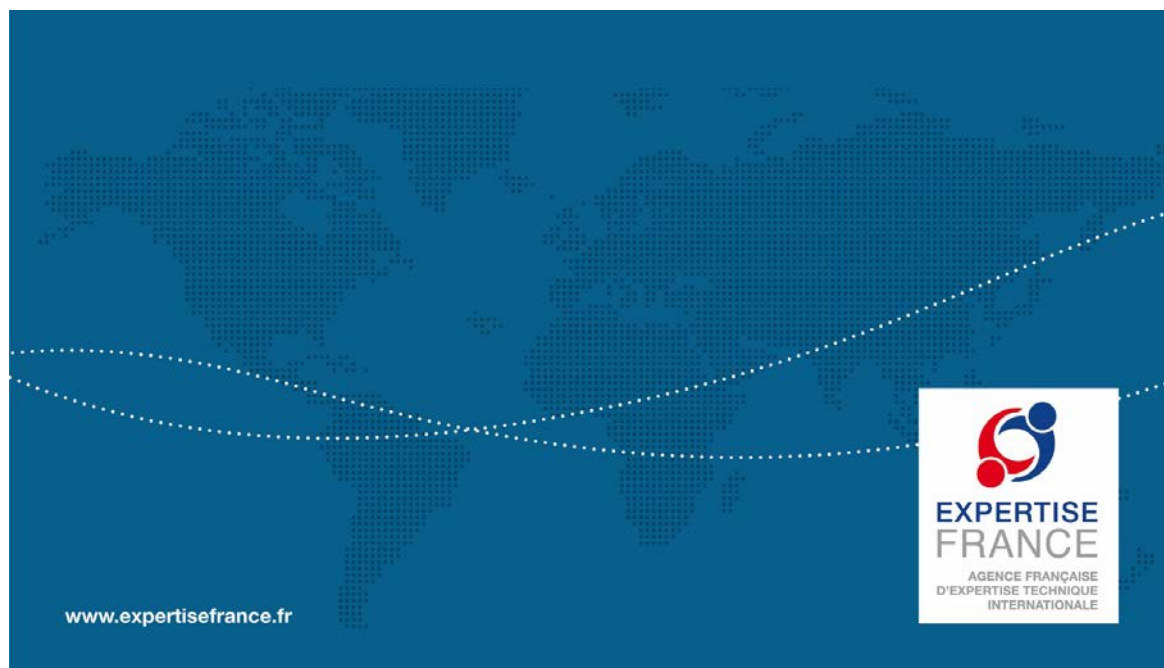 www.expertisefrance.fr
EXPERTISE
FRANCE
AGENCE FRANÇAISE
D'EXPERTISE TECHNIQUE
INTERNATIONALE